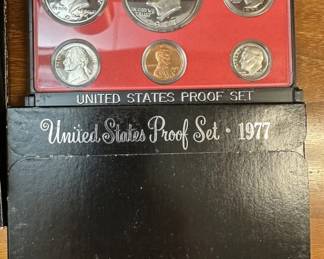 UNITED STATES PROOF SET
United States Proof Set · 1977